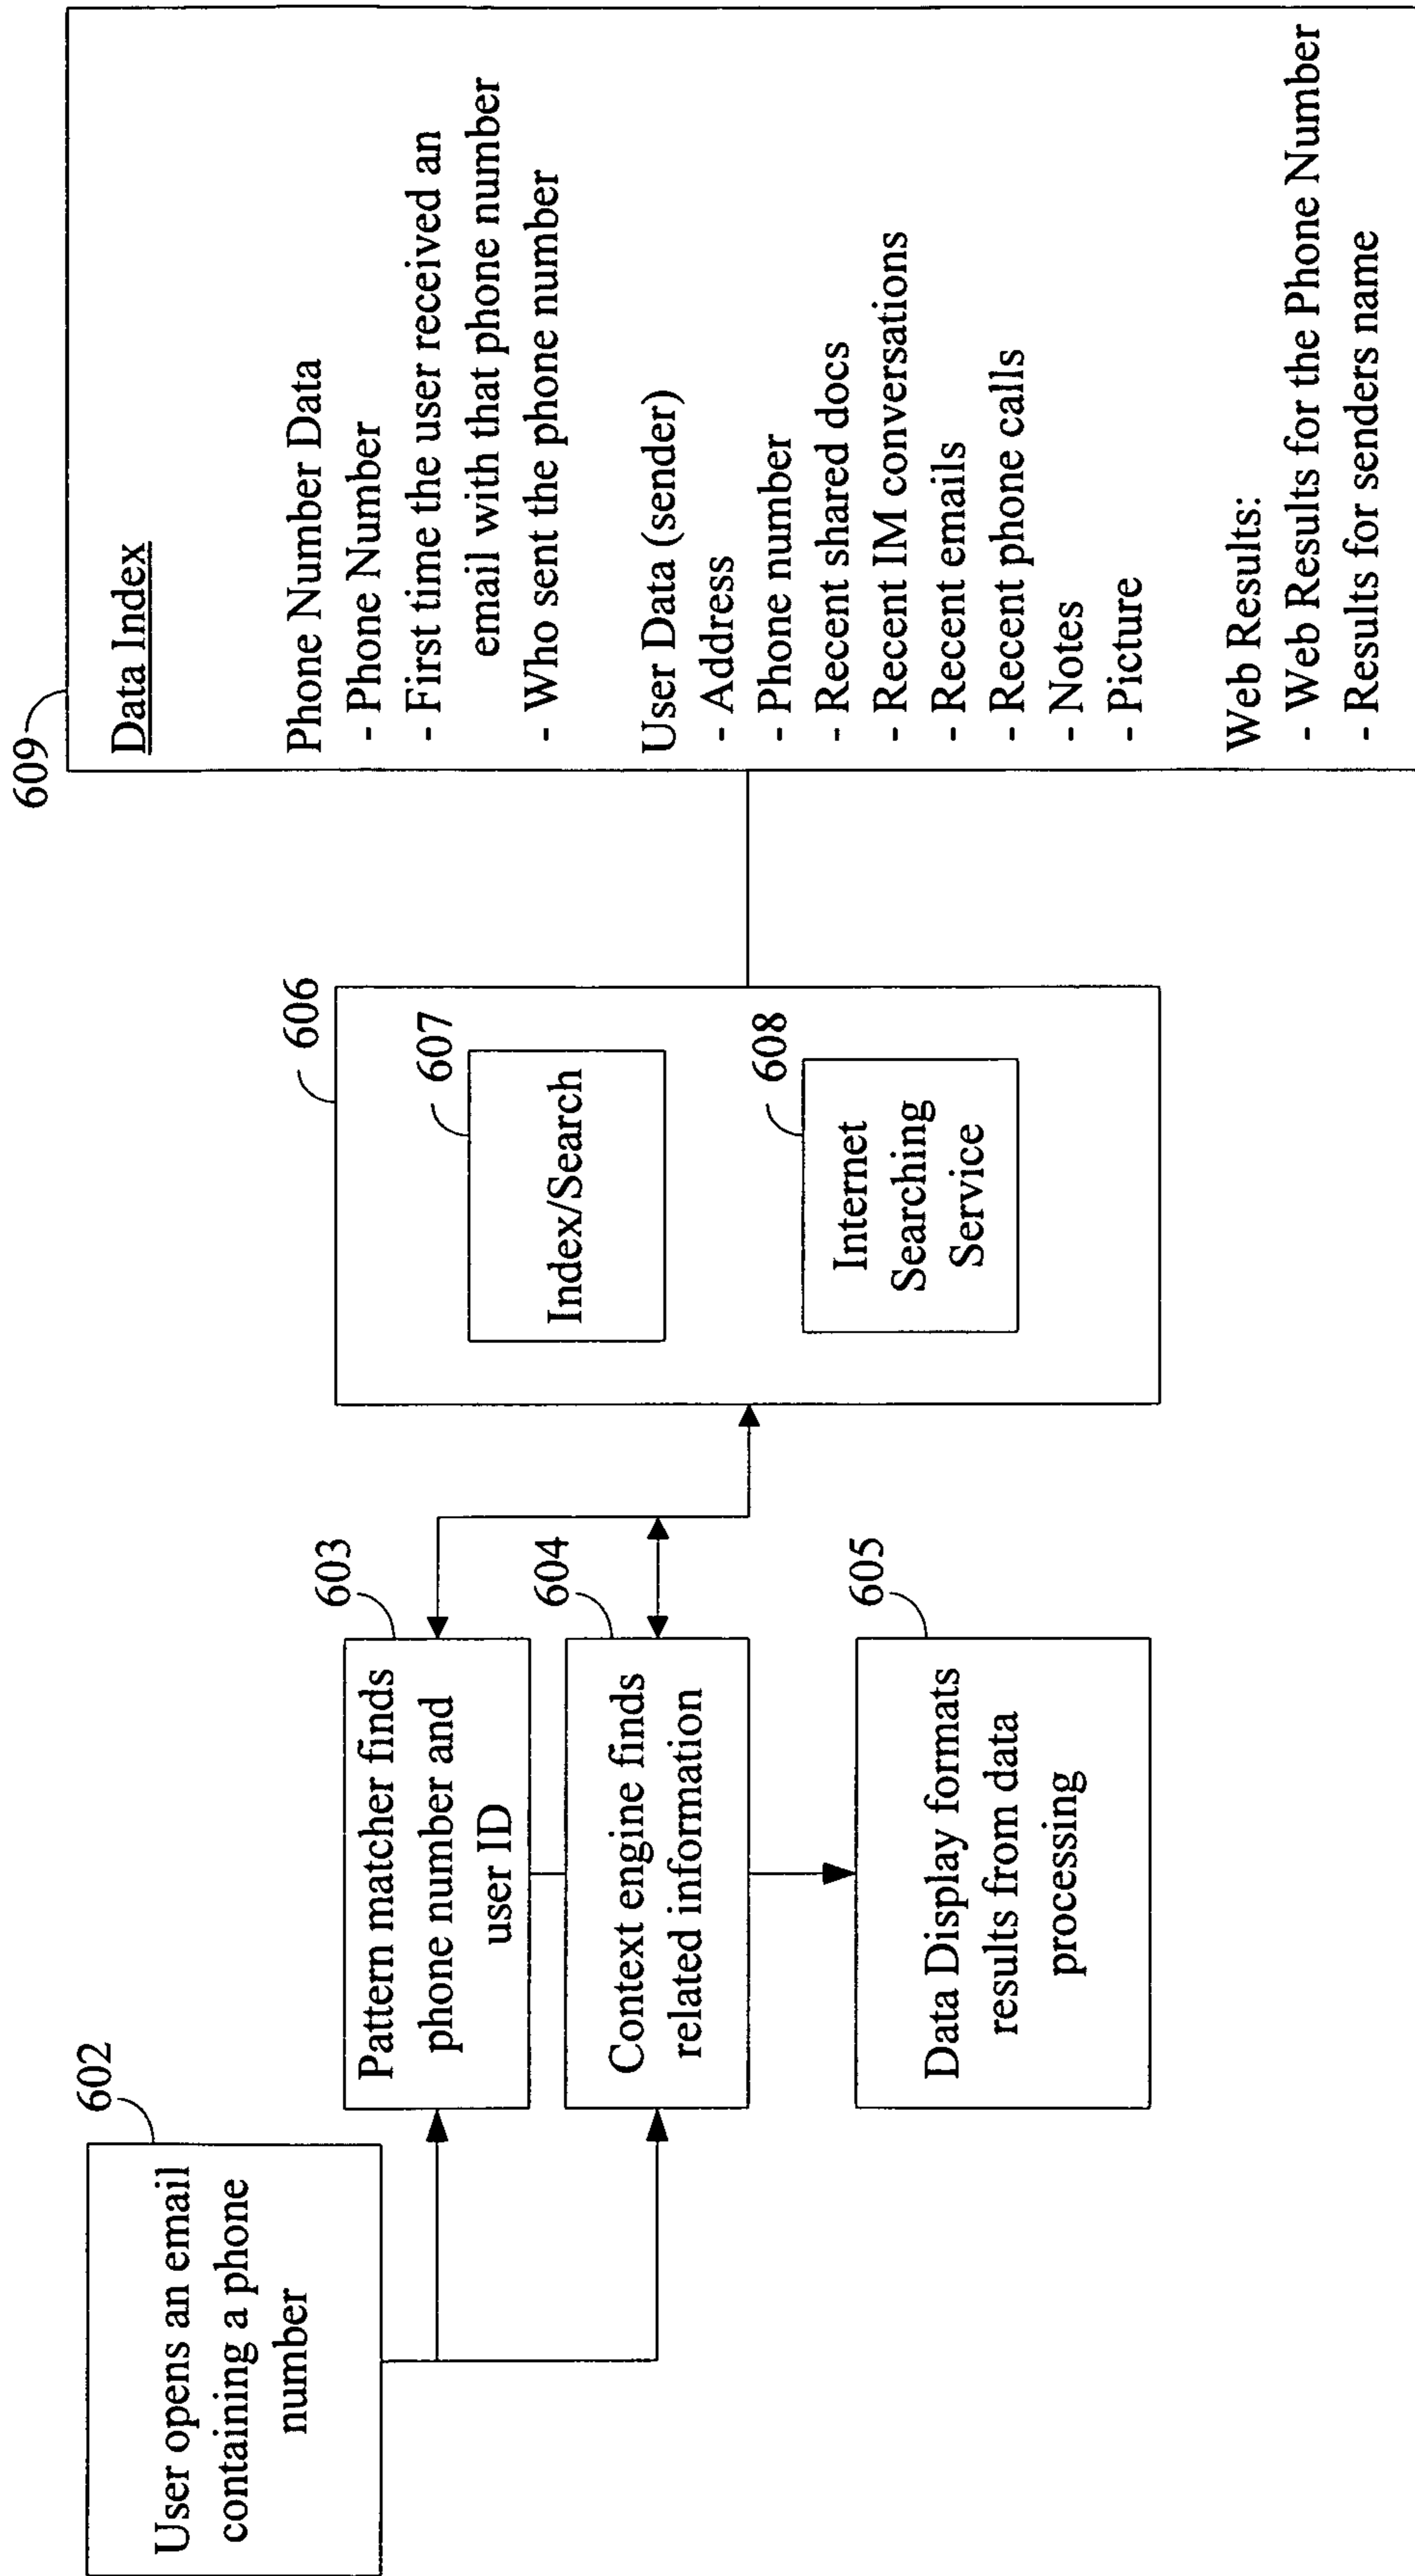 602
User opens an email
containing a phone
number
603
Pattern matcher finds
phone number and
user ID
604
Context engine finds
related information
605
Data Display formats
results from data
processing
606
607
Index/Search
608
Internet
Searching
Service
609
Data Index
Phone Number Data
- Phone Number
- First time the user received an
email with that phone number
- Who sent the phone number
User Data (sender)
- Address
- Phone number
- Recent shared docs
- Recent IM conversations
- Recent emails
- Recent phone calls
- Notes
- Picture
Web Results:
- Web Results for the Phone Number
- Results for senders name